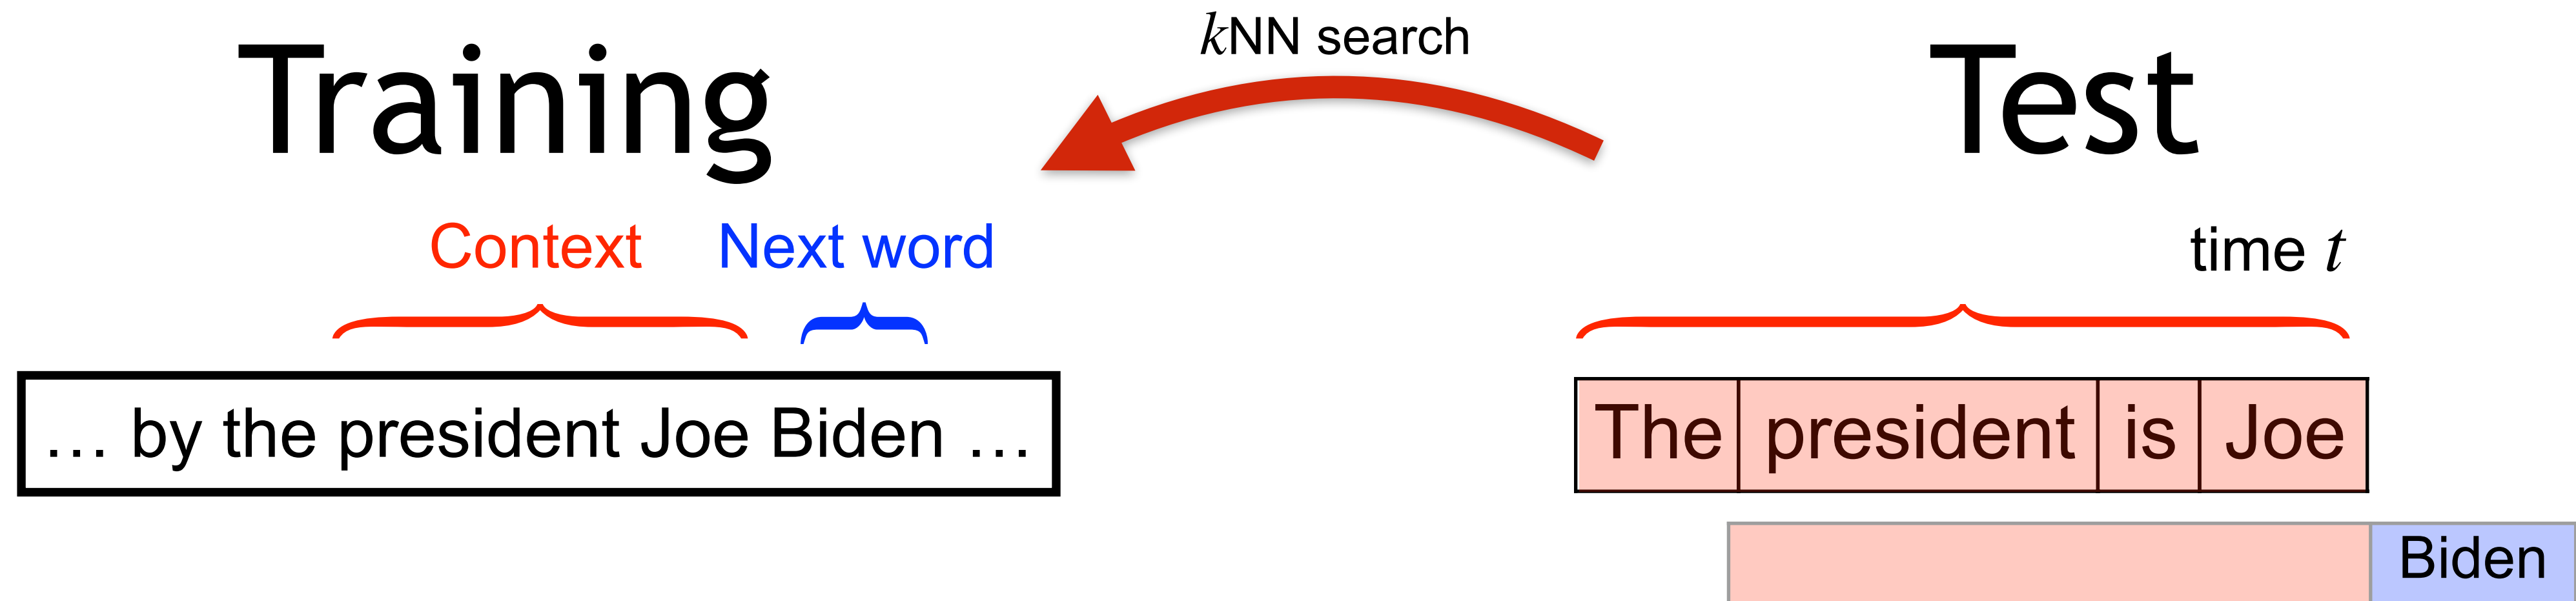 kNN search
Training
Test
Context
Next word
time t
… by the president Joe Biden …
The president is Joe
Biden